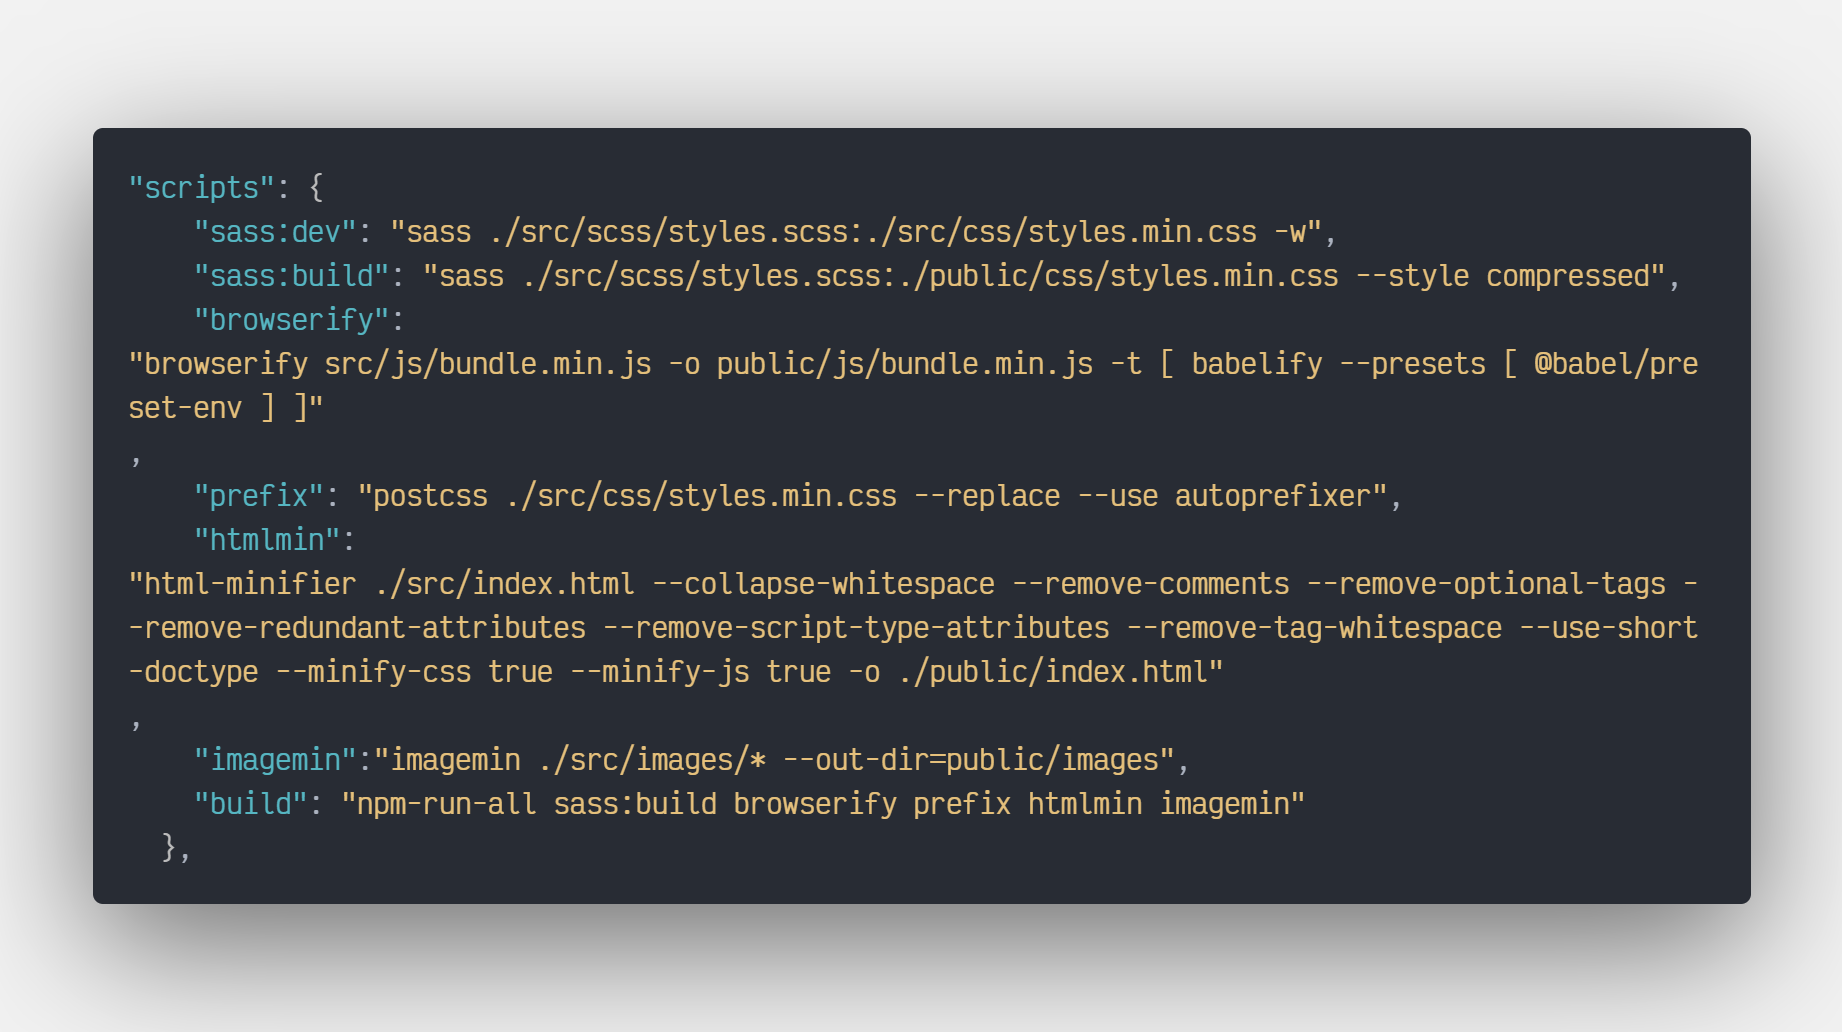 "scripts": {
    "sass:dev": "sass ./src/scss/styles.scss:./src/css/styles.min.css -w",
    "sass:build": "sass ./src/scss/styles.scss:./public/css/styles.min.css --style compressed",
    "browserify":
"browserify src/js/bundle.min.js -o public/js/bundle.min.js -t [ babelify --presets [ @babel/pre
set-env ] ]"
,
    "prefix": "postcss ./src/css/styles.min.css --replace --use autoprefixer",
    "htmlmin":
"html-minifier ./src/index.html --collapse-whitespace --remove-comments --remove-optional-tags -
-remove-redundant-attributes --remove-script-type-attributes --remove-tag-whitespace --use-short
-doctype --minify-css true --minify-js true -o ./public/index.html"
,
    "imagemin":"imagemin ./src/images/* --out-dir=public/images",
    "build": "npm-run-all sass:build browserify prefix htmlmin imagemin"
  },